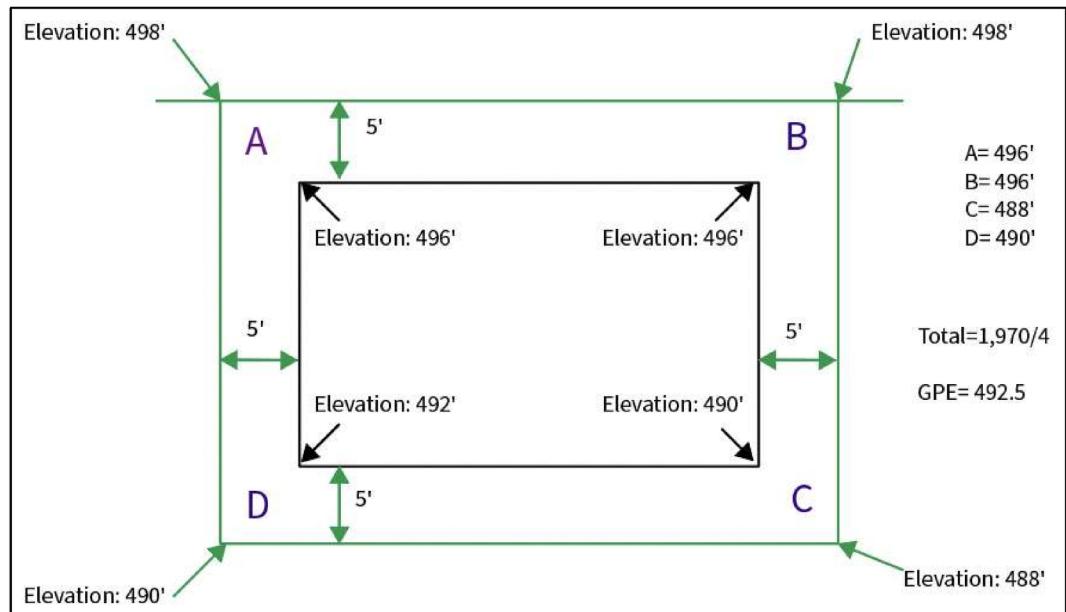 Elevation: 498'
Elevation: 498'
A
5'
B
A= 496'
B= 496'
C= 488'
D= 490'
Elevation: 496'
Elevation: 496'
5'
5'
Total=1,970/4
GPE= 492.5
Elevation: 492'
Elevation: 490'
D
5'
C
Elevation: 490'
Elevation: 488'